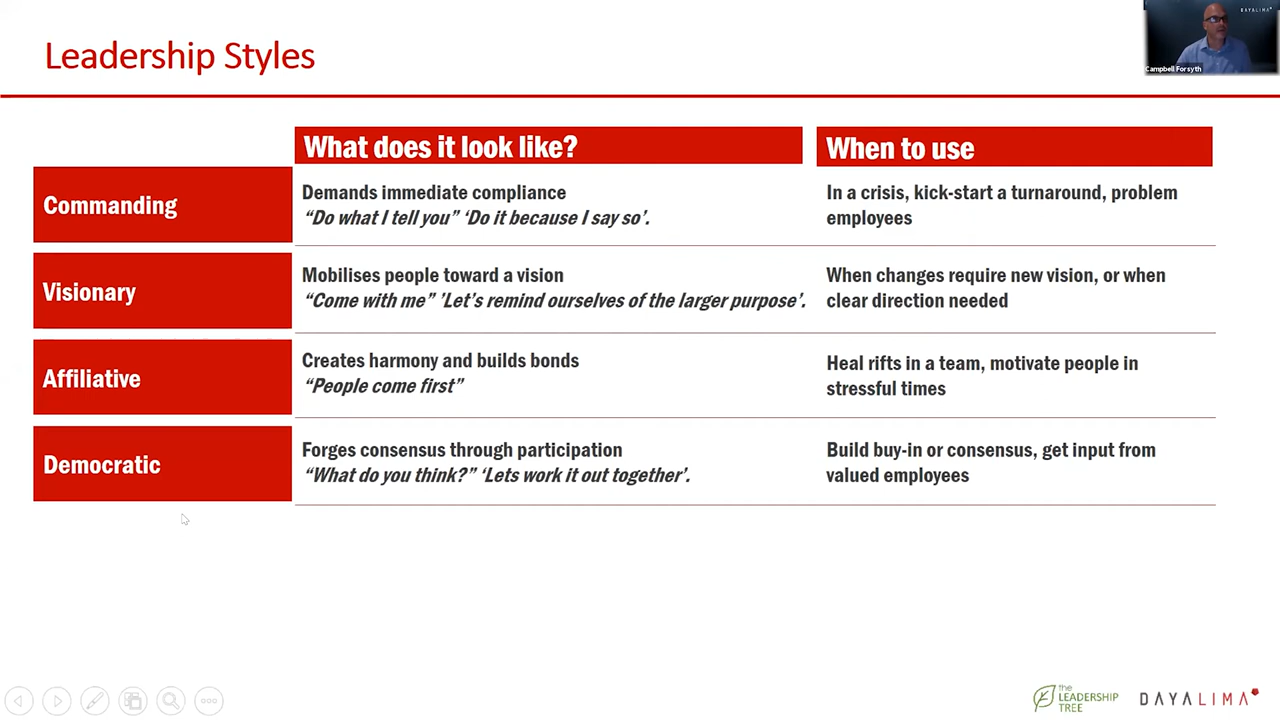 Leadership Styles
DAYALIMA
Campbell Forsyth
What does it look like?
When to use
Commanding
Demands immediate compliance
“Do what I tell you” ‘Do it because I say so’.
In a crisis, kick-start a turnaround, problem
employees
Visionary
Mobilises people toward a vision
“Come with me” ’Let’s remind ourselves of the larger purpose’.
When changes require new vision, or when
clear direction needed
Affiliative
Creates harmony and builds bonds
“People come first”
Heal rifts in a team, motivate people in
stressful times
Democratic
Forges consensus through participation
“What do you think?” ‘Lets work it out together’.
Build buy-in or consensus, get input from
valued employees
the
LEADERSHIP
TREE
DAYALIMA